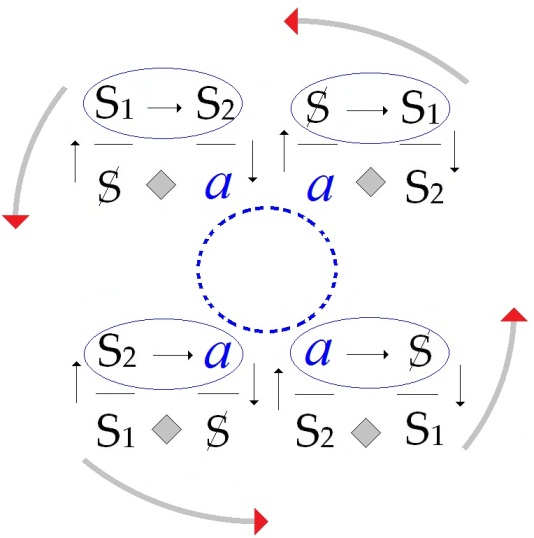 S1 → S2
$ ◆ a
$ → S1
a ◆ S2
S2 → a
S1 ◆ $
a → $
S2 ◆ S1